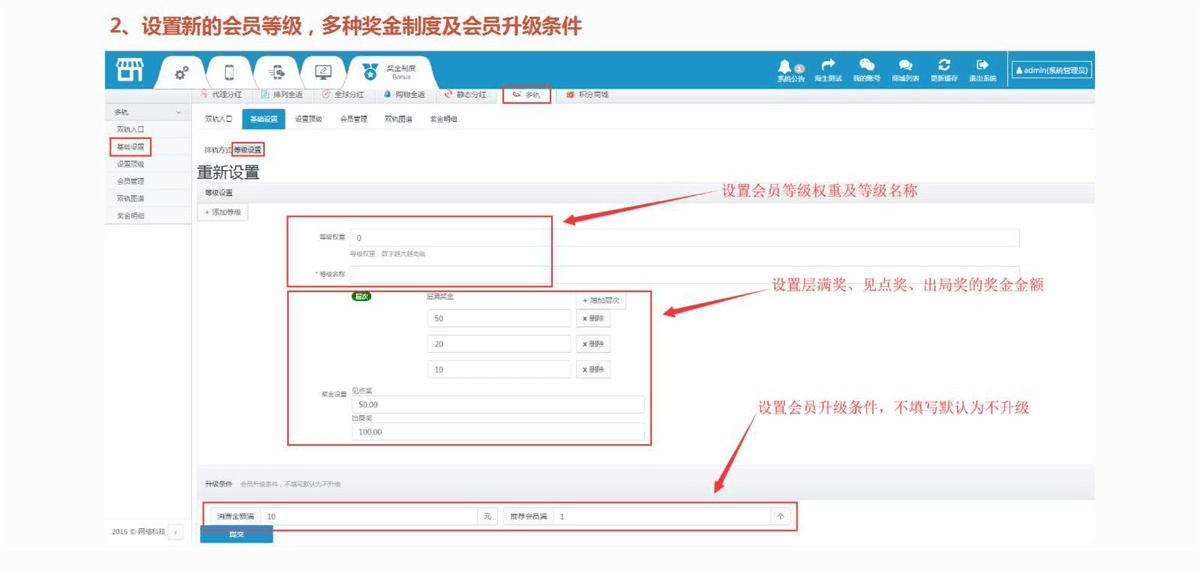 2、设置新的会员等级，多种奖金制度及会员升级条件
奖金制度
Bonus
1
系统公告
我的账号
商城列表
更新缓存
退出系统
admin(系统管理员)
代理分红
排列全返
全球分红
购物全返
静态分红
多轨
积分商城
多轨
双轨入口
基础设置
设置顶级
会员管理
双轨图谱
奖金明细
双轨入口
基础设置
设置顶级
会员管理
双轨图谱
奖金明细
排轨方式
等级设置
重新设置
等级设置
+ 添加等级
设置会员等级权重及等级名称
等级权重
0
等级权重，数字越大越高级
* 等级名称
设置层满奖、见点奖、出局奖的奖金金额
层次
层满奖金
+ 增加层次
50
x 删除
20
x 删除
10
x 删除
奖金设置
见点奖
50.00
出局奖
100.00
设置会员升级条件，不填写默认为不升级
升级条件
会员升级条件，不填写默认为不升级
消费金额满
10
元
推荐会员满
1
个
提交
2016 © 网络科技
‹